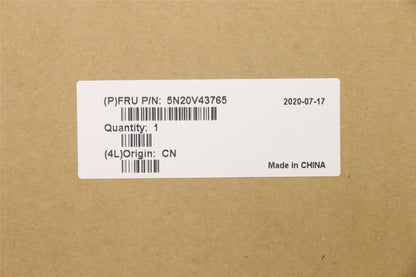 (P)FRU P/N: 5N20V43765
2020-07-17
Quantity: 1
(4L)Origin: CN
Made in CHINA